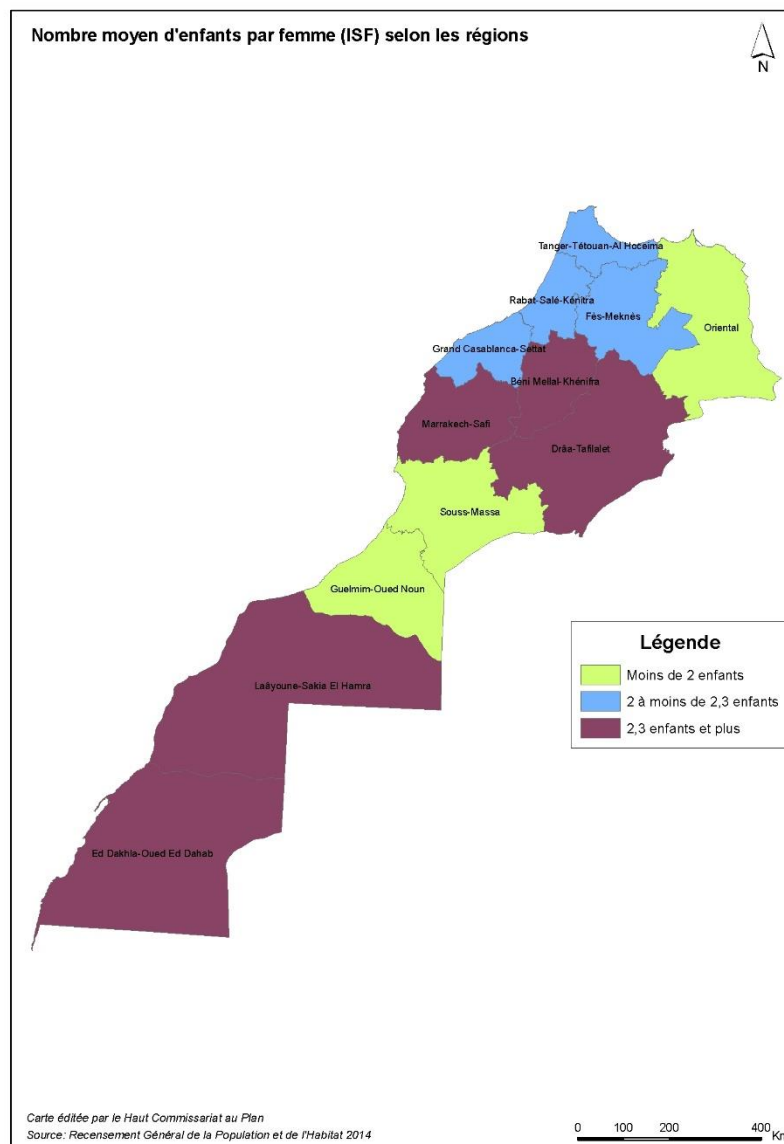 Nombre moyen d'enfants par femme (ISF) selon les régions
N
Tanger-Tétouan-Al Hoceima
Rabat-Salé-Kénitra
Fès-Meknès
Oriental
Grand Casablanca-Settat
Béni Mellal-Khénifra
Marrakech-Safi
Drâa-Tafilalet
Souss-Massa
Guelmim-Oued Noun
Laâyoune-Sakia El Hamra
Ed Dakhla-Oued Ed Dahab
Légende
Moins de 2 enfants
2 à moins de 2,3 enfants
2,3 enfants et plus
Carte éditée par le Haut Commissariat au Plan
Source: Recensement Général de la Population et de l'Habitat 2014
0 100 200 400
Km